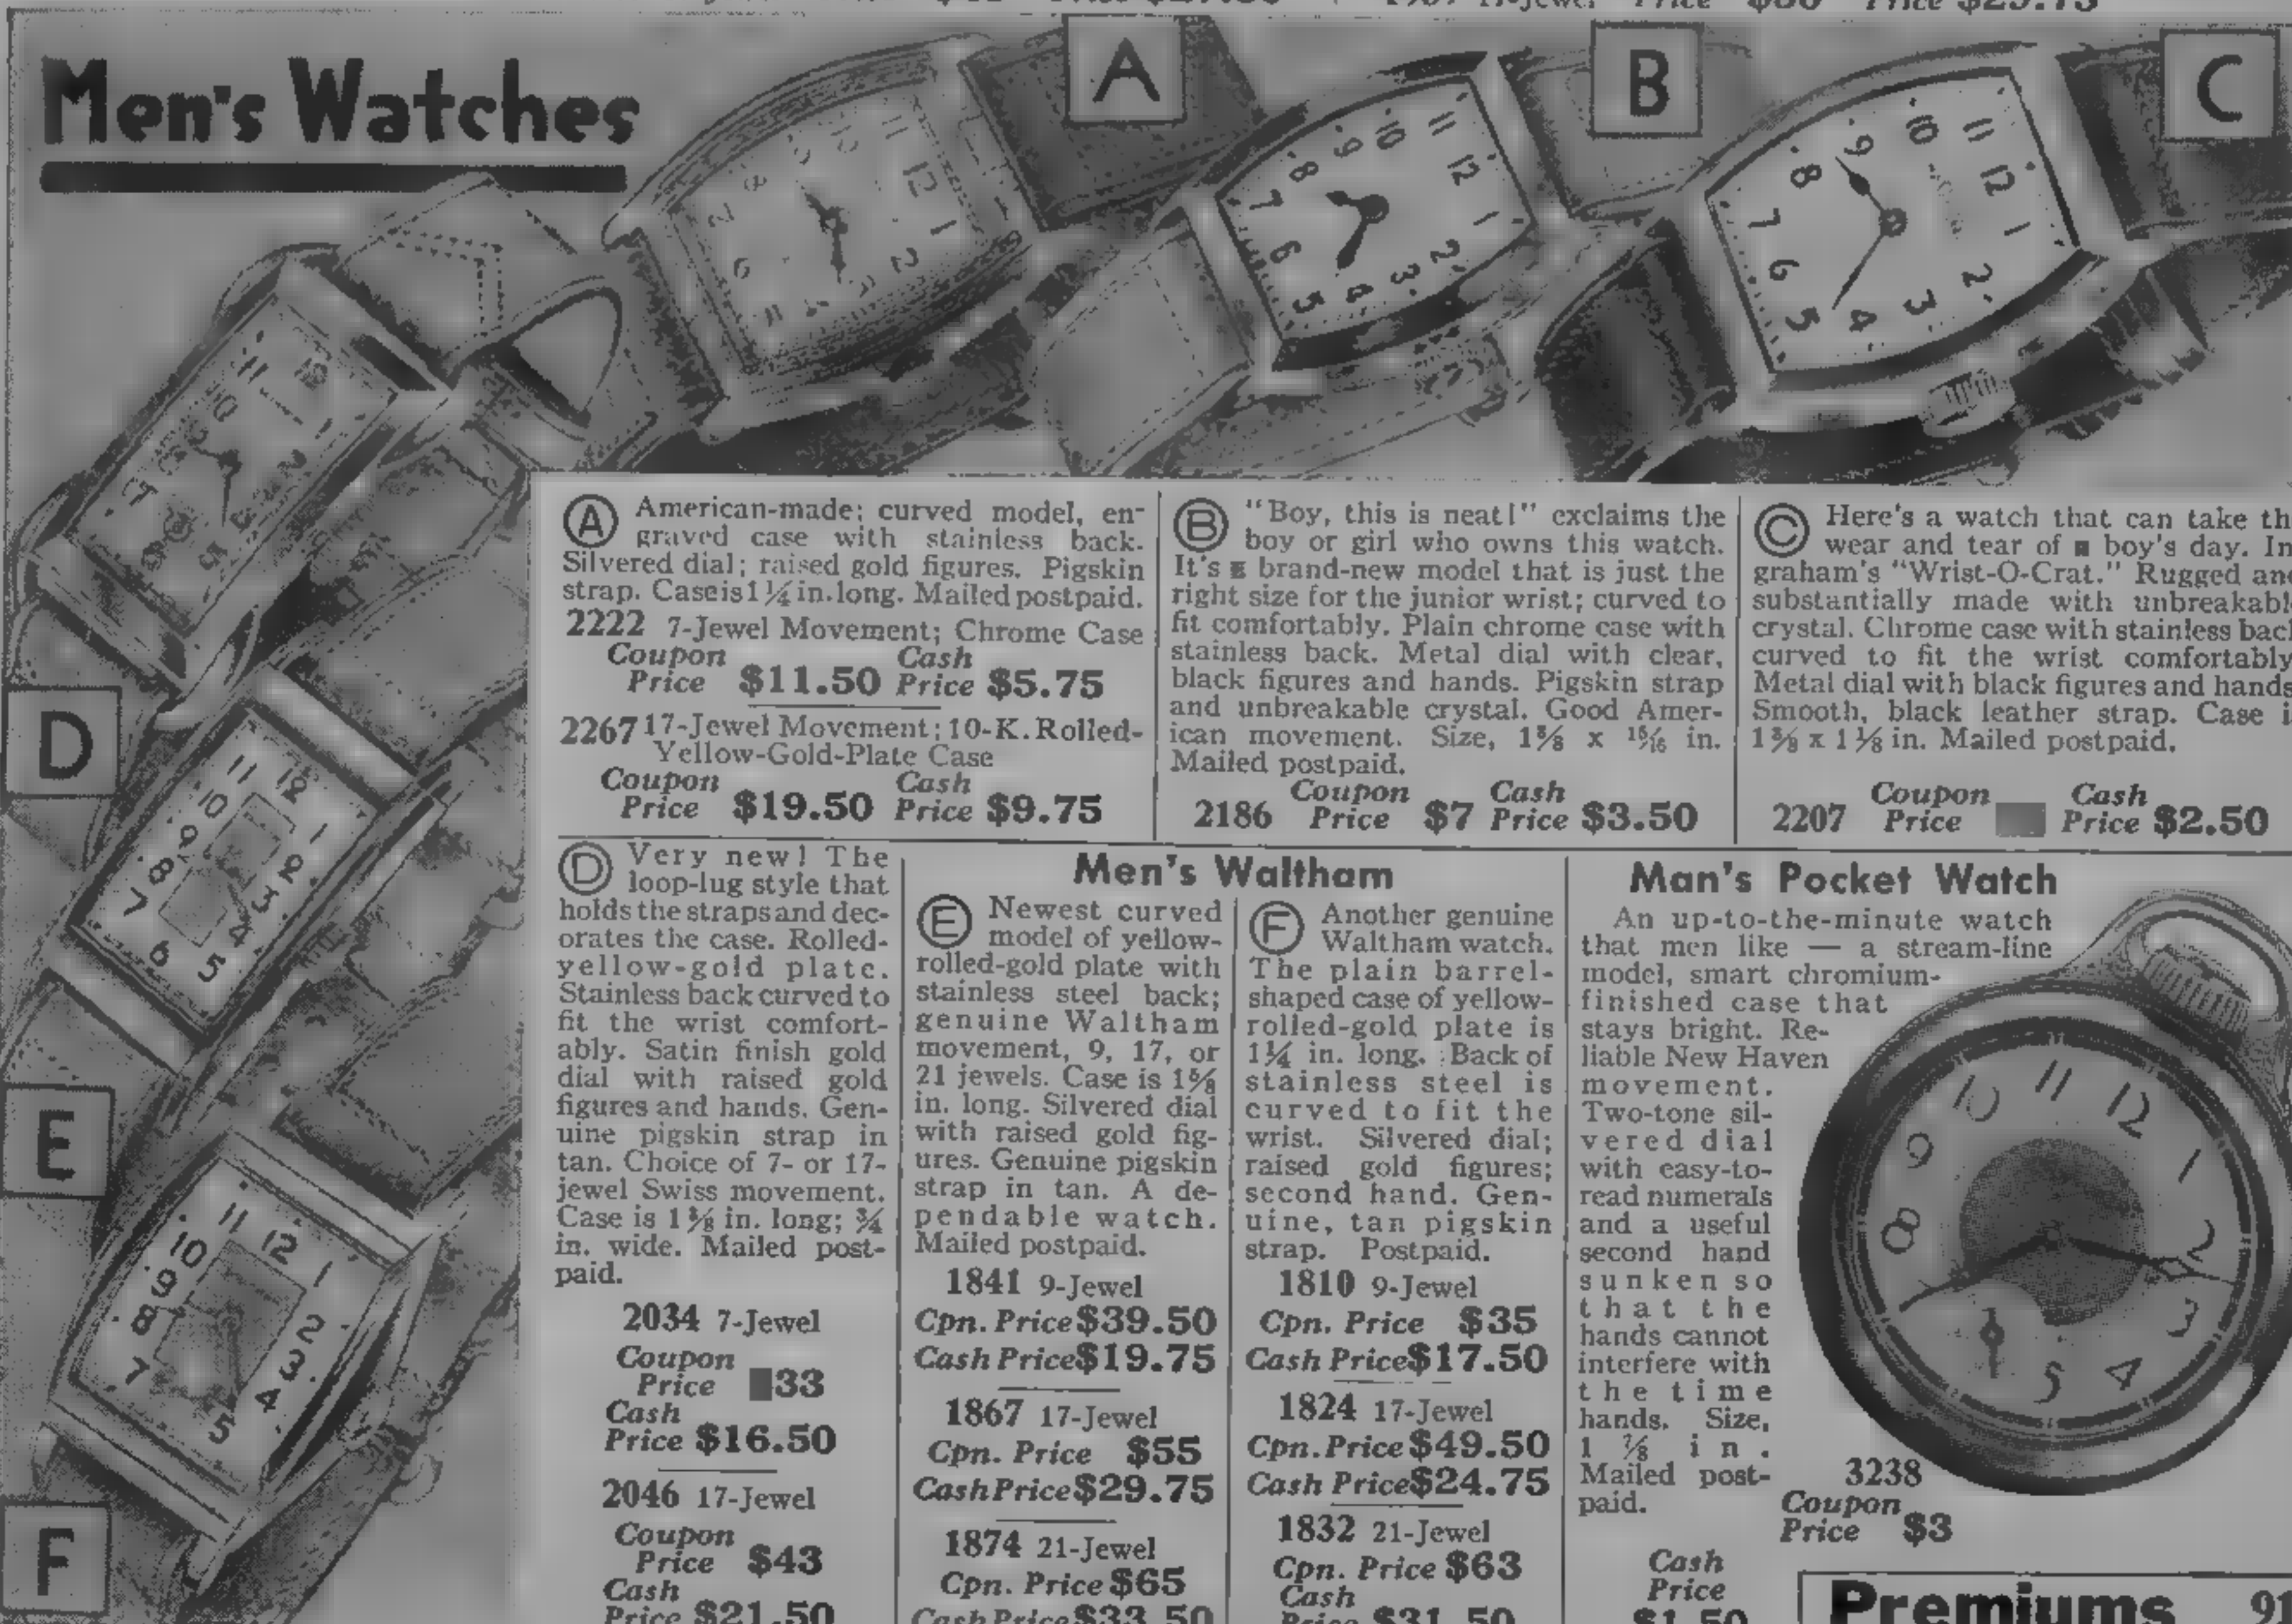 Men's Watches
A
B
C
D
E
F
Ⓐ American-made; curved model, en-
graved case with stainless back.
Silvered dial; raised gold figures. Pigskin
strap. Case is 1¼ in. long. Mailed postpaid.
2222 7-Jewel Movement; Chrome Case
Coupon Price $11.50 Cash Price $5.75
2267 17-Jewel Movement; 10-K. Rolled-
Yellow-Gold-Plate Case
Coupon Price $19.50 Cash Price $9.75
Ⓑ "Boy, this is neat!" exclaims the
boy or girl who owns this watch.
It's brand-new model that is just the
right size for the junior wrist; curved to
fit comfortably. Plain chrome case with
stainless back. Metal dial with clear,
black figures and hands. Pigskin strap
and unbreakable crystal. Good Amer-
ican movement. Size, 1⅜ x ¹⁵⁄₁₆ in.
Mailed postpaid.
2186 Coupon Price $7 Cash Price $3.50
Ⓒ Here's a watch that can take th
wear and tear of boy's day. In
graham's "Wrist-O-Crat." Rugged and
substantially made with unbreakabl
crystal. Chrome case with stainless bac
curved to fit the wrist comfortably
Metal dial with black figures and hands
Smooth, black leather strap. Case i
1⅜ x 1⅛ in. Mailed postpaid.
2207 Coupon Price Cash Price $2.50
Ⓓ Very new! The
loop-lug style that
holds the straps and dec-
orates the case. Rolled-
yellow-gold plate.
Stainless back curved to
fit the wrist comfort-
ably. Satin finish gold
dial with raised gold
figures and hands. Gen-
uine pigskin strap in
tan. Choice of 7- or 17-
jewel Swiss movement.
Case is 1⅜ in. long; ¾
in. wide. Mailed post-
paid.
2034 7-Jewel
Coupon Price 33
Cash Price $16.50
2046 17-Jewel
Coupon Price $43
Cash Price $21.50
Men's Waltham
Ⓔ Newest curved
model of yellow-
rolled-gold plate with
stainless steel back;
genuine Waltham
movement, 9, 17, or
21 jewels. Case is 1⅝
in. long. Silvered dial
with raised gold fig-
ures. Genuine pigskin
strap in tan. A de-
pendable watch.
Mailed postpaid.
1841 9-Jewel
Cpn. Price $39.50
Cash Price $19.75
1867 17-Jewel
Cpn. Price $55
Cash Price $29.75
1874 21-Jewel
Cpn. Price $65
Cash Price $33.50
Ⓕ Another genuine
Waltham watch.
The plain barrel-
shaped case of yellow-
rolled-gold plate is
1¼ in. long. Back of
stainless steel is
curved to fit the
wrist. Silvered dial;
raised gold figures;
second hand. Gen-
uine, tan pigskin
strap. Postpaid.
1810 9-Jewel
Cpn. Price $35
Cash Price $17.50
1824 17-Jewel
Cpn. Price $49.50
Cash Price $24.75
1832 21-Jewel
Cpn. Price $63
Cash Price $31.50
Man's Pocket Watch
An up-to-the-minute watch
that men like — a stream-line
model, smart chromium-
finished case that
stays bright. Re-
liable New Haven
movement.
Two-tone sil-
vered dial
with easy-to-
read numerals
and a useful
second hand
sunken so
that the
hands cannot
interfere with
the time
hands. Size,
1⅞ in.
Mailed post-
paid.
3238
Coupon Price $3
Cash Price $1.50
Premiums 91